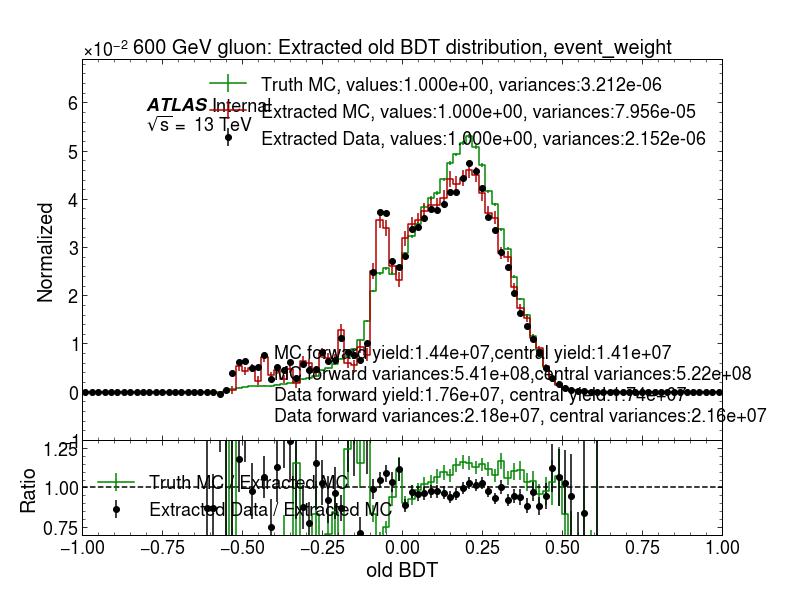 ×10⁻² 600 GeV gluon: Extracted old BDT distribution, event_weight
Truth MC, values:1.000e+00, variances:3.212e-06
ATLAS Internal
Extracted MC, values:1.000e+00, variances:7.956e-05
√s = 13 TeV
Extracted Data, values:1.000e+00, variances:2.152e-06
6
5
4
3
2
1
0
−1
Normalized
MC forward yield:1.44e+07,central yield:1.41e+07
MC forward variances:5.41e+08,central variances:5.22e+08
Data forward yield:1.76e+07, central yield:1.74e+07
Data forward variances:2.18e+07, central variances:2.16e+07
1.25
1.00
0.75
Ratio
Truth MC / Extracted MC
Extracted Data / Extracted MC
−1.00 −0.75 −0.50 −0.25 0.00 0.25 0.50 0.75 1.00
old BDT